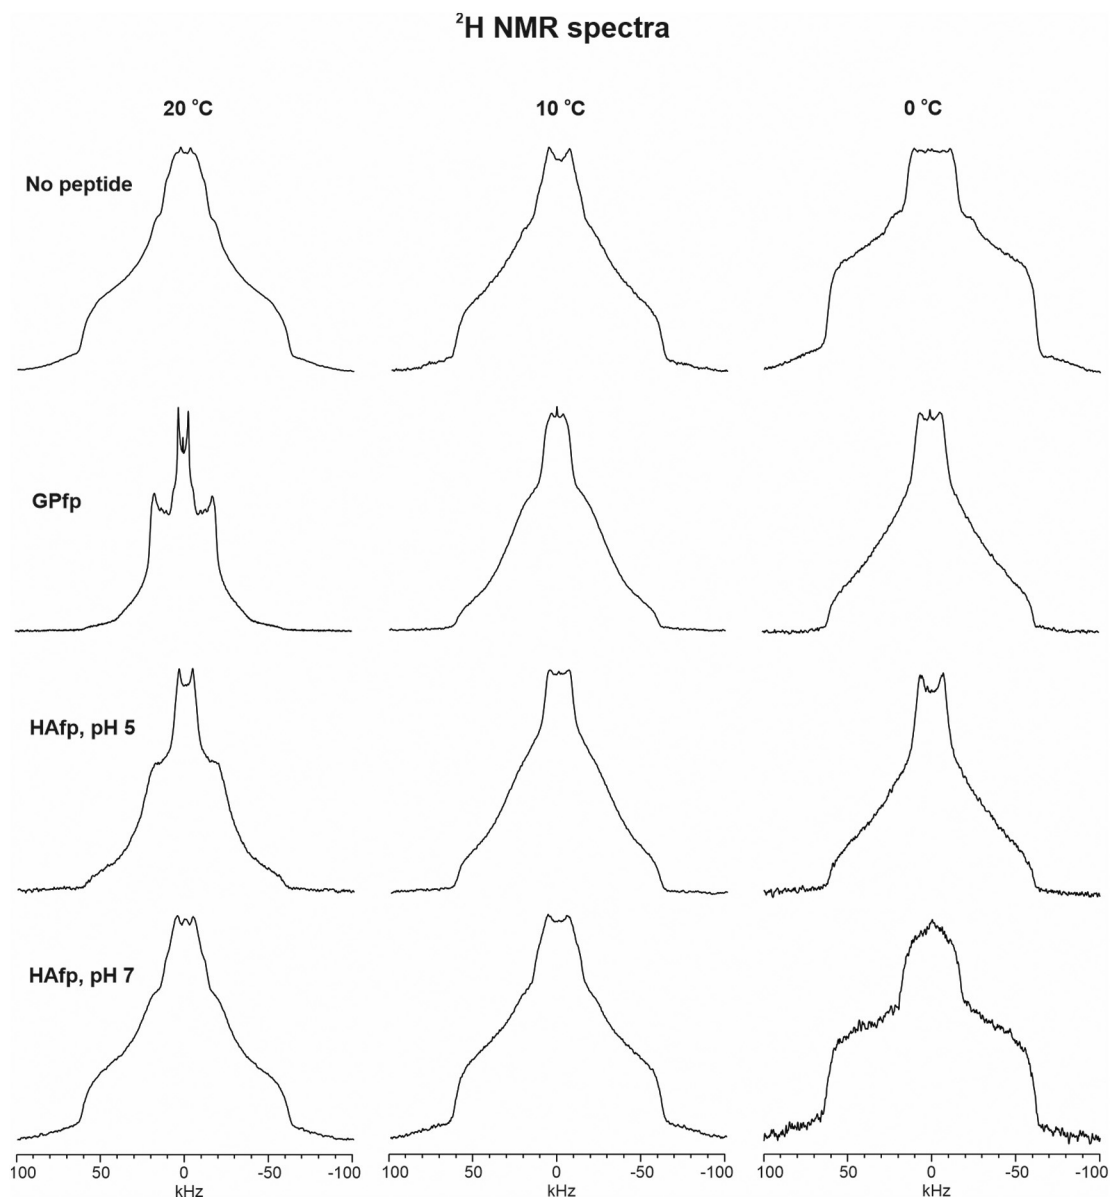 ²H NMR spectra
20 °C 10 °C 0 °C
No peptide
GPfp
HAfp, pH 5
HAfp, pH 7
100 50 0 -50 -100 100 50 0 -50 -100 100 50 0 -50 -100
kHz kHz kHz